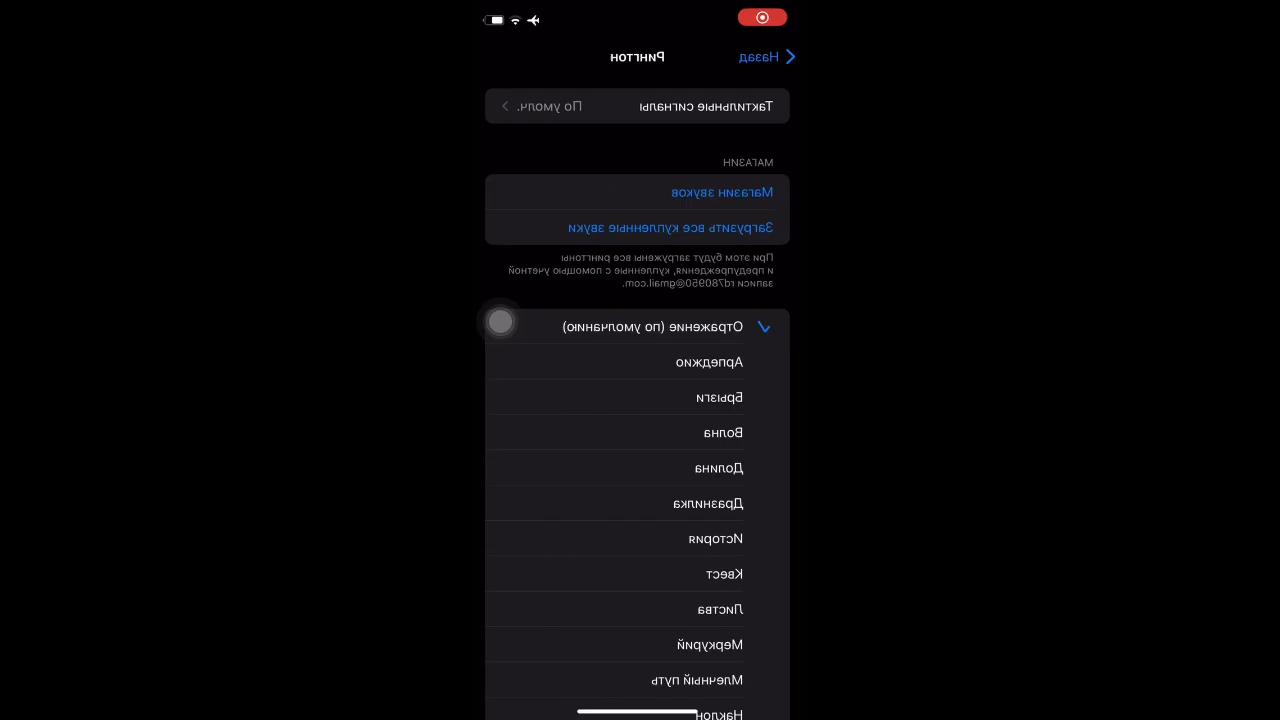 Назад
Рингтон
Тактильные сигналы
По умолч.
МАГАЗИН
Магазин звуков
Загрузить все купленные звуки
При этом будут загружены все рингтоны
и предупреждения, купленные с помощью учетной
записи rd780950@gmail.com.
Отражение (по умолчанию)
Арпеджио
Брызги
Волна
Долина
Дразнилка
История
Квест
Листва
Меркурий
Млечный путь
Наклон